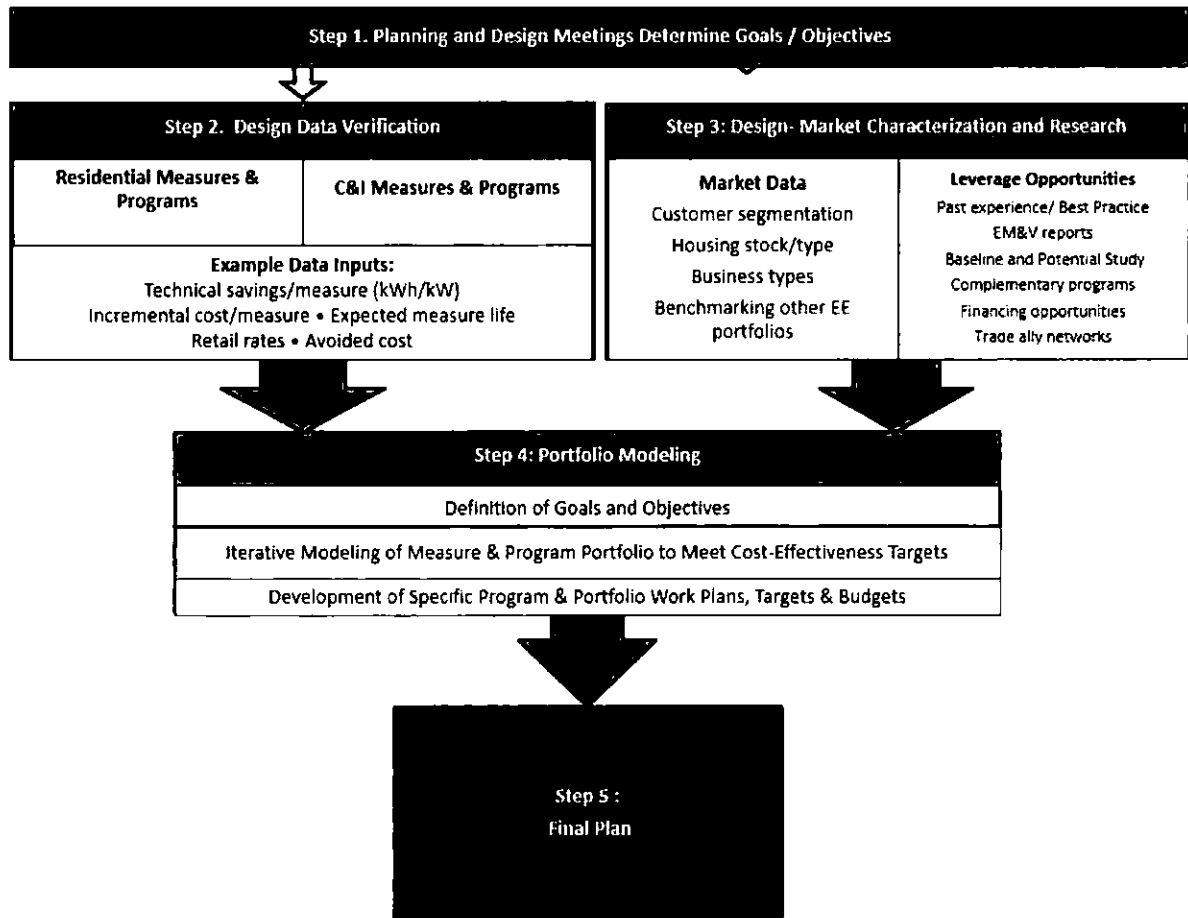 Step 1. Planning and Design Meetings Determine Goals / Objectives
Step 2. Design Data Verification
Residential Measures &
Programs
C&I Measures & Programs
Example Data Inputs:
Technical savings/measure (kWh/kW)
Incremental cost/measure • Expected measure life
Retail rates • Avoided cost
Step 3: Design- Market Characterization and Research
Market Data
Customer segmentation
Housing stock/type
Business types
Benchmarking other EE
portfolios
Leverage Opportunities
Past experience/ Best Practice
EM&V reports
Baseline and Potential Study
Complementary programs
Financing opportunities
Trade ally networks
Step 4: Portfolio Modeling
Definition of Goals and Objectives
Iterative Modeling of Measure & Program Portfolio to Meet Cost-Effectiveness Targets
Development of Specific Program & Portfolio Work Plans, Targets & Budgets
Step 5 :
Final Plan